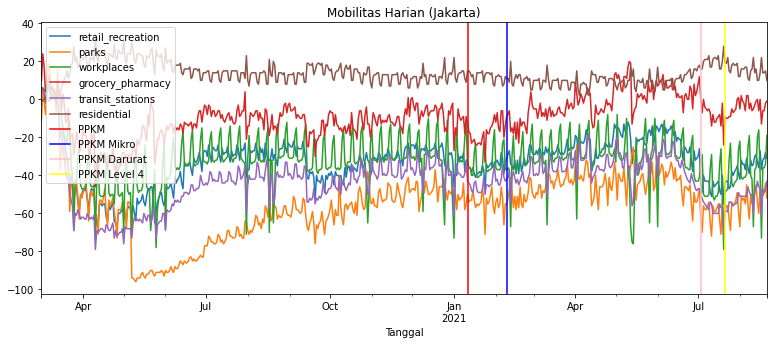 Mobilitas Harian (Jakarta)
40
20
0
−20
−40
−60
−80
−100
retail_recreation
parks
workplaces
grocery_pharmacy
transit_stations
residential
PPKM
PPKM Mikro
PPKM Darurat
PPKM Level 4
Apr
Jul
Oct
Jan
2021
Apr
Jul
Tanggal